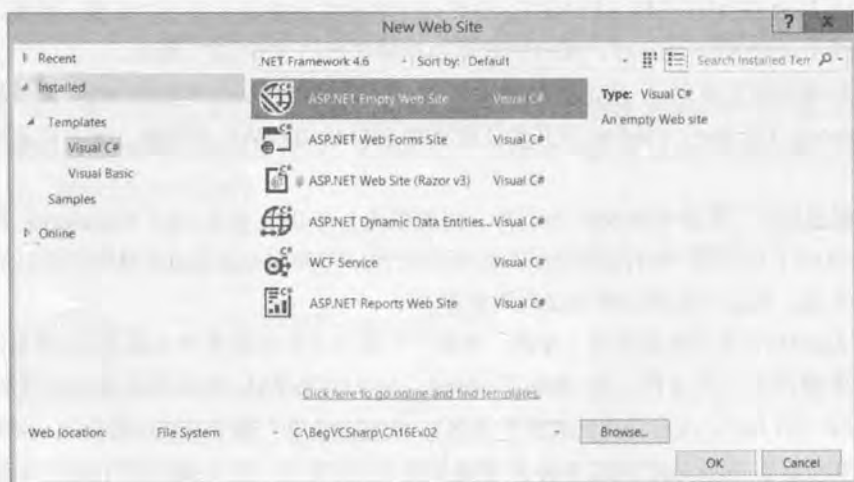 New Web Site
?
x
Recent
.NET Framework 4.6
Sort by: Default
Search Installed Ter
Installed
Templates
Visual C#
Visual Basic
Samples
Online
ASP.NET Empty Web Site Visual C#
ASP.NET Web Forms Site Visual C#
ASP.NET Web Site (Razor v3) Visual C#
ASP.NET Dynamic Data Entities... Visual C#
WCF Service Visual C#
ASP.NET Reports Web Site Visual C#
Type: Visual C#
An empty Web site
Click here to go online and find templates.
Web location: File System C:\BegVCSharp\Ch16Ex02 Browse...
OK Cancel